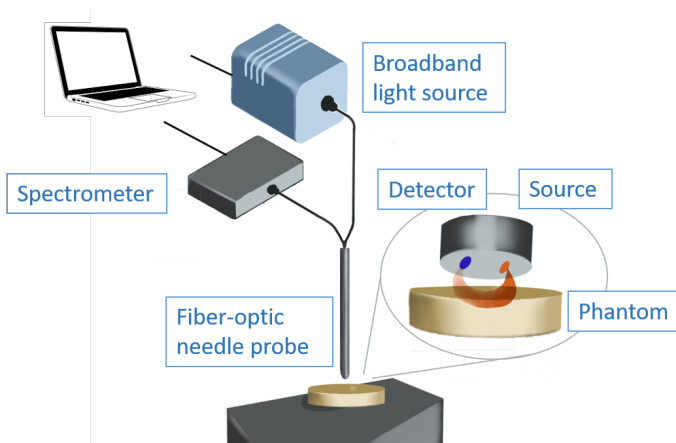 Broadband
light source
Spectrometer
Detector
Source
Fiber-optic
needle probe
Phantom